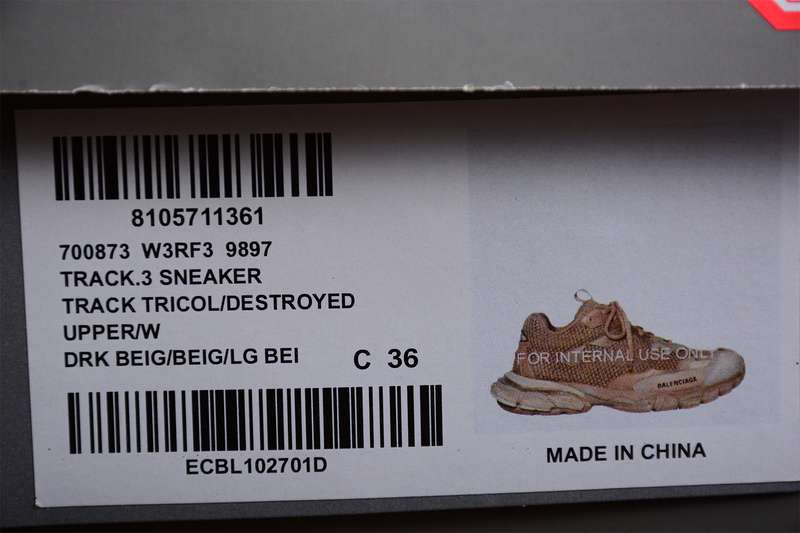 8105711361
700873 W3RF3 9897
TRACK.3 SNEAKER
TRACK TRICOL/DESTROYED
UPPER/W
DRK BEIG/BEIG/LG BEI C 36
ECBL102701D
FOR INTERNAL USE ONLY
BALENCIAGA
MADE IN CHINA